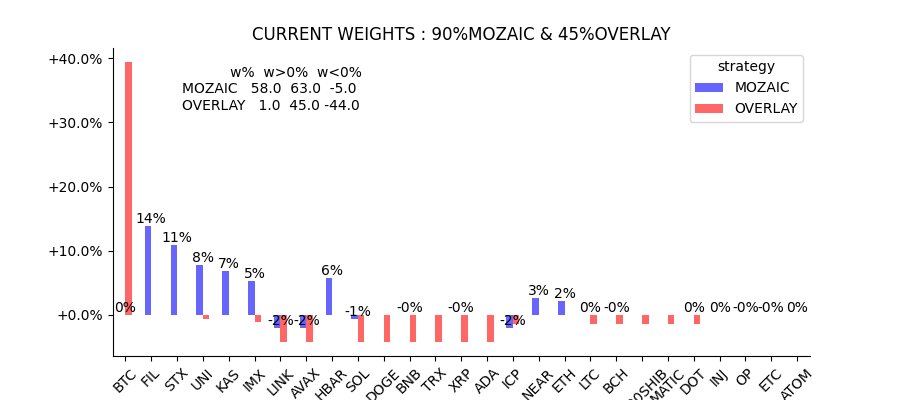 CURRENT WEIGHTS : 90%MOZAIC & 45%OVERLAY
+40.0%
+30.0%
+20.0%
+10.0%
+0.0%
w% w>0% w<0%
MOZAIC 58.0 63.0 -5.0
OVERLAY 1.0 45.0 -44.0
strategy
MOZAIC
OVERLAY
0%
14%
11%
8%
7%
5%
-2%
-2%
6%
-1%
-0%
-0%
-2%
3%
2%
0%
-0%
0%
0%
-0%
-0%
0%
BTC
FIL
STX
UNI
KAS
IMX
LINK
AVAX
HBAR
SOL
DOGE
BNB
TRX
XRP
ADA
ICP
NEAR
ETH
LTC
BCH
00SHIB
MATIC
DOT
INJ
OP
ETC
ATOM